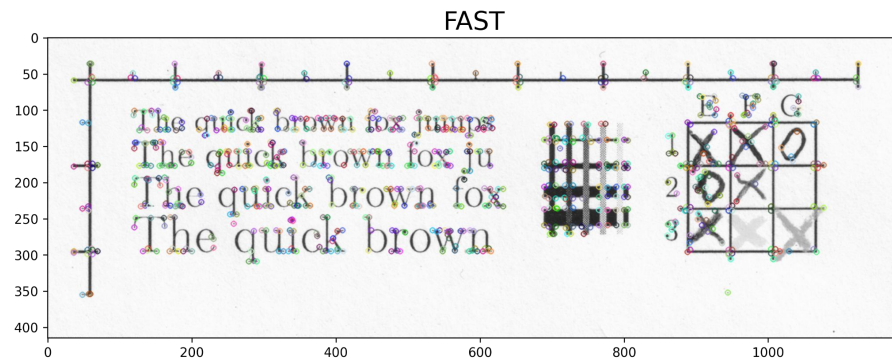 FAST
The quick brown fox jumps
The quick brown fox ju
The quick brown fox
The quick brown
E F G
1
2
3
0
50
100
150
200
250
300
350
400
0 200 400 600 800 1000